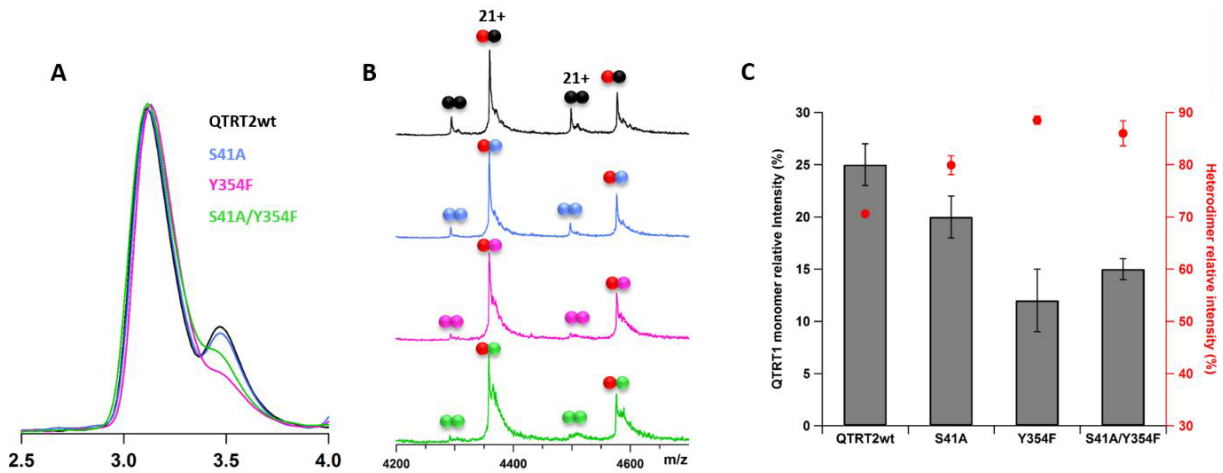 A
QTRT2wt
S41A
Y354F
S41A/Y354F
2.5 3.0 3.5 4.0
B
21+
21+
4200 4400 4600 m/z
C
QTRT1 monomer relative Intensity (%)
30
25
20
15
10
5
0
90
80
70
60
50
40
30
Heterodimer relative intensity (%)
QTRT2wt S41A Y354F S41A/Y354F